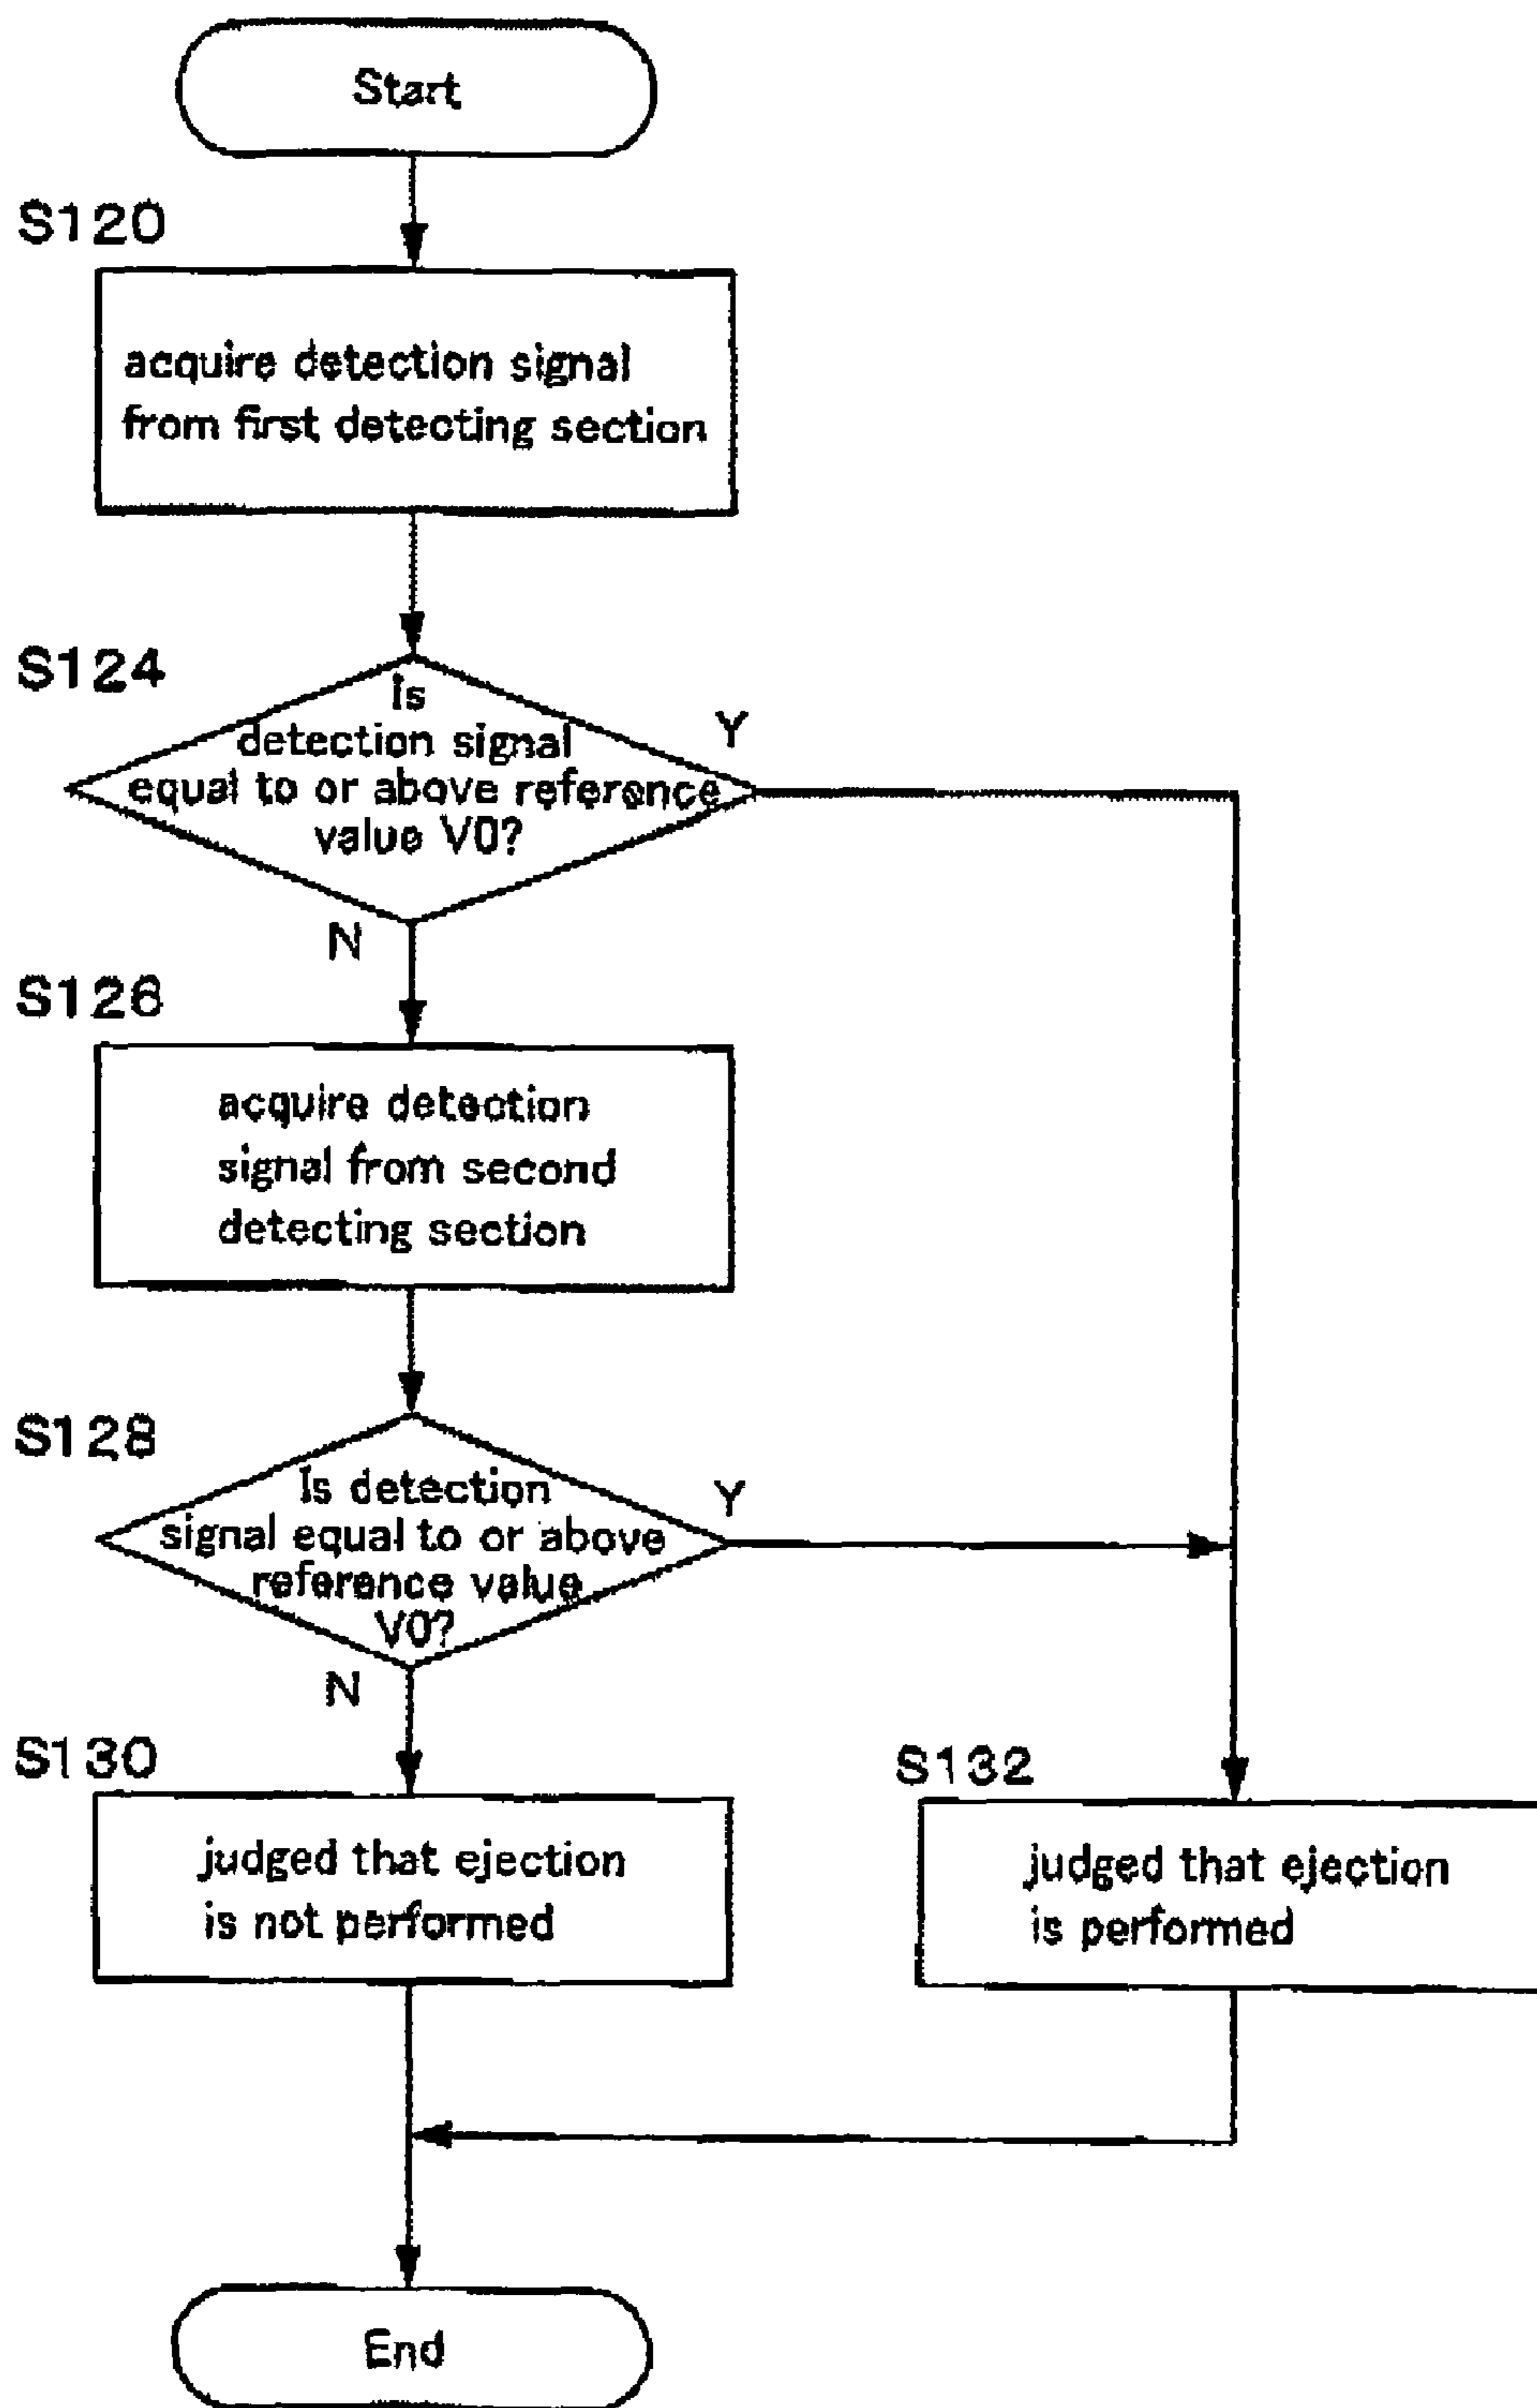 Start
S120
acquire detection signal
from first detecting section
S124
Is
detection signal
equal to or above reference
value V0?
Y
N
S126
acquire detection
signal from second
detecting section
S128
Is detection
signal equal to or above
reference value
V0?
Y
N
S130
judged that ejection
is not performed
S132
judged that ejection
is performed
End